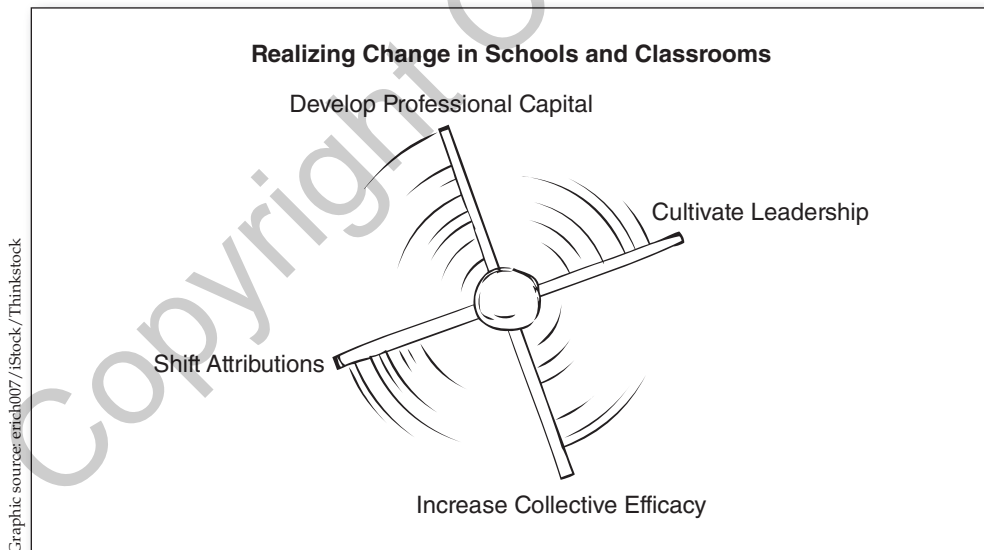 Realizing Change in Schools and Classrooms
Develop Professional Capital
Cultivate Leadership
Shift Attributions
Increase Collective Efficacy
Graphic source: erich007/iStock/Thinkstock
Copyright